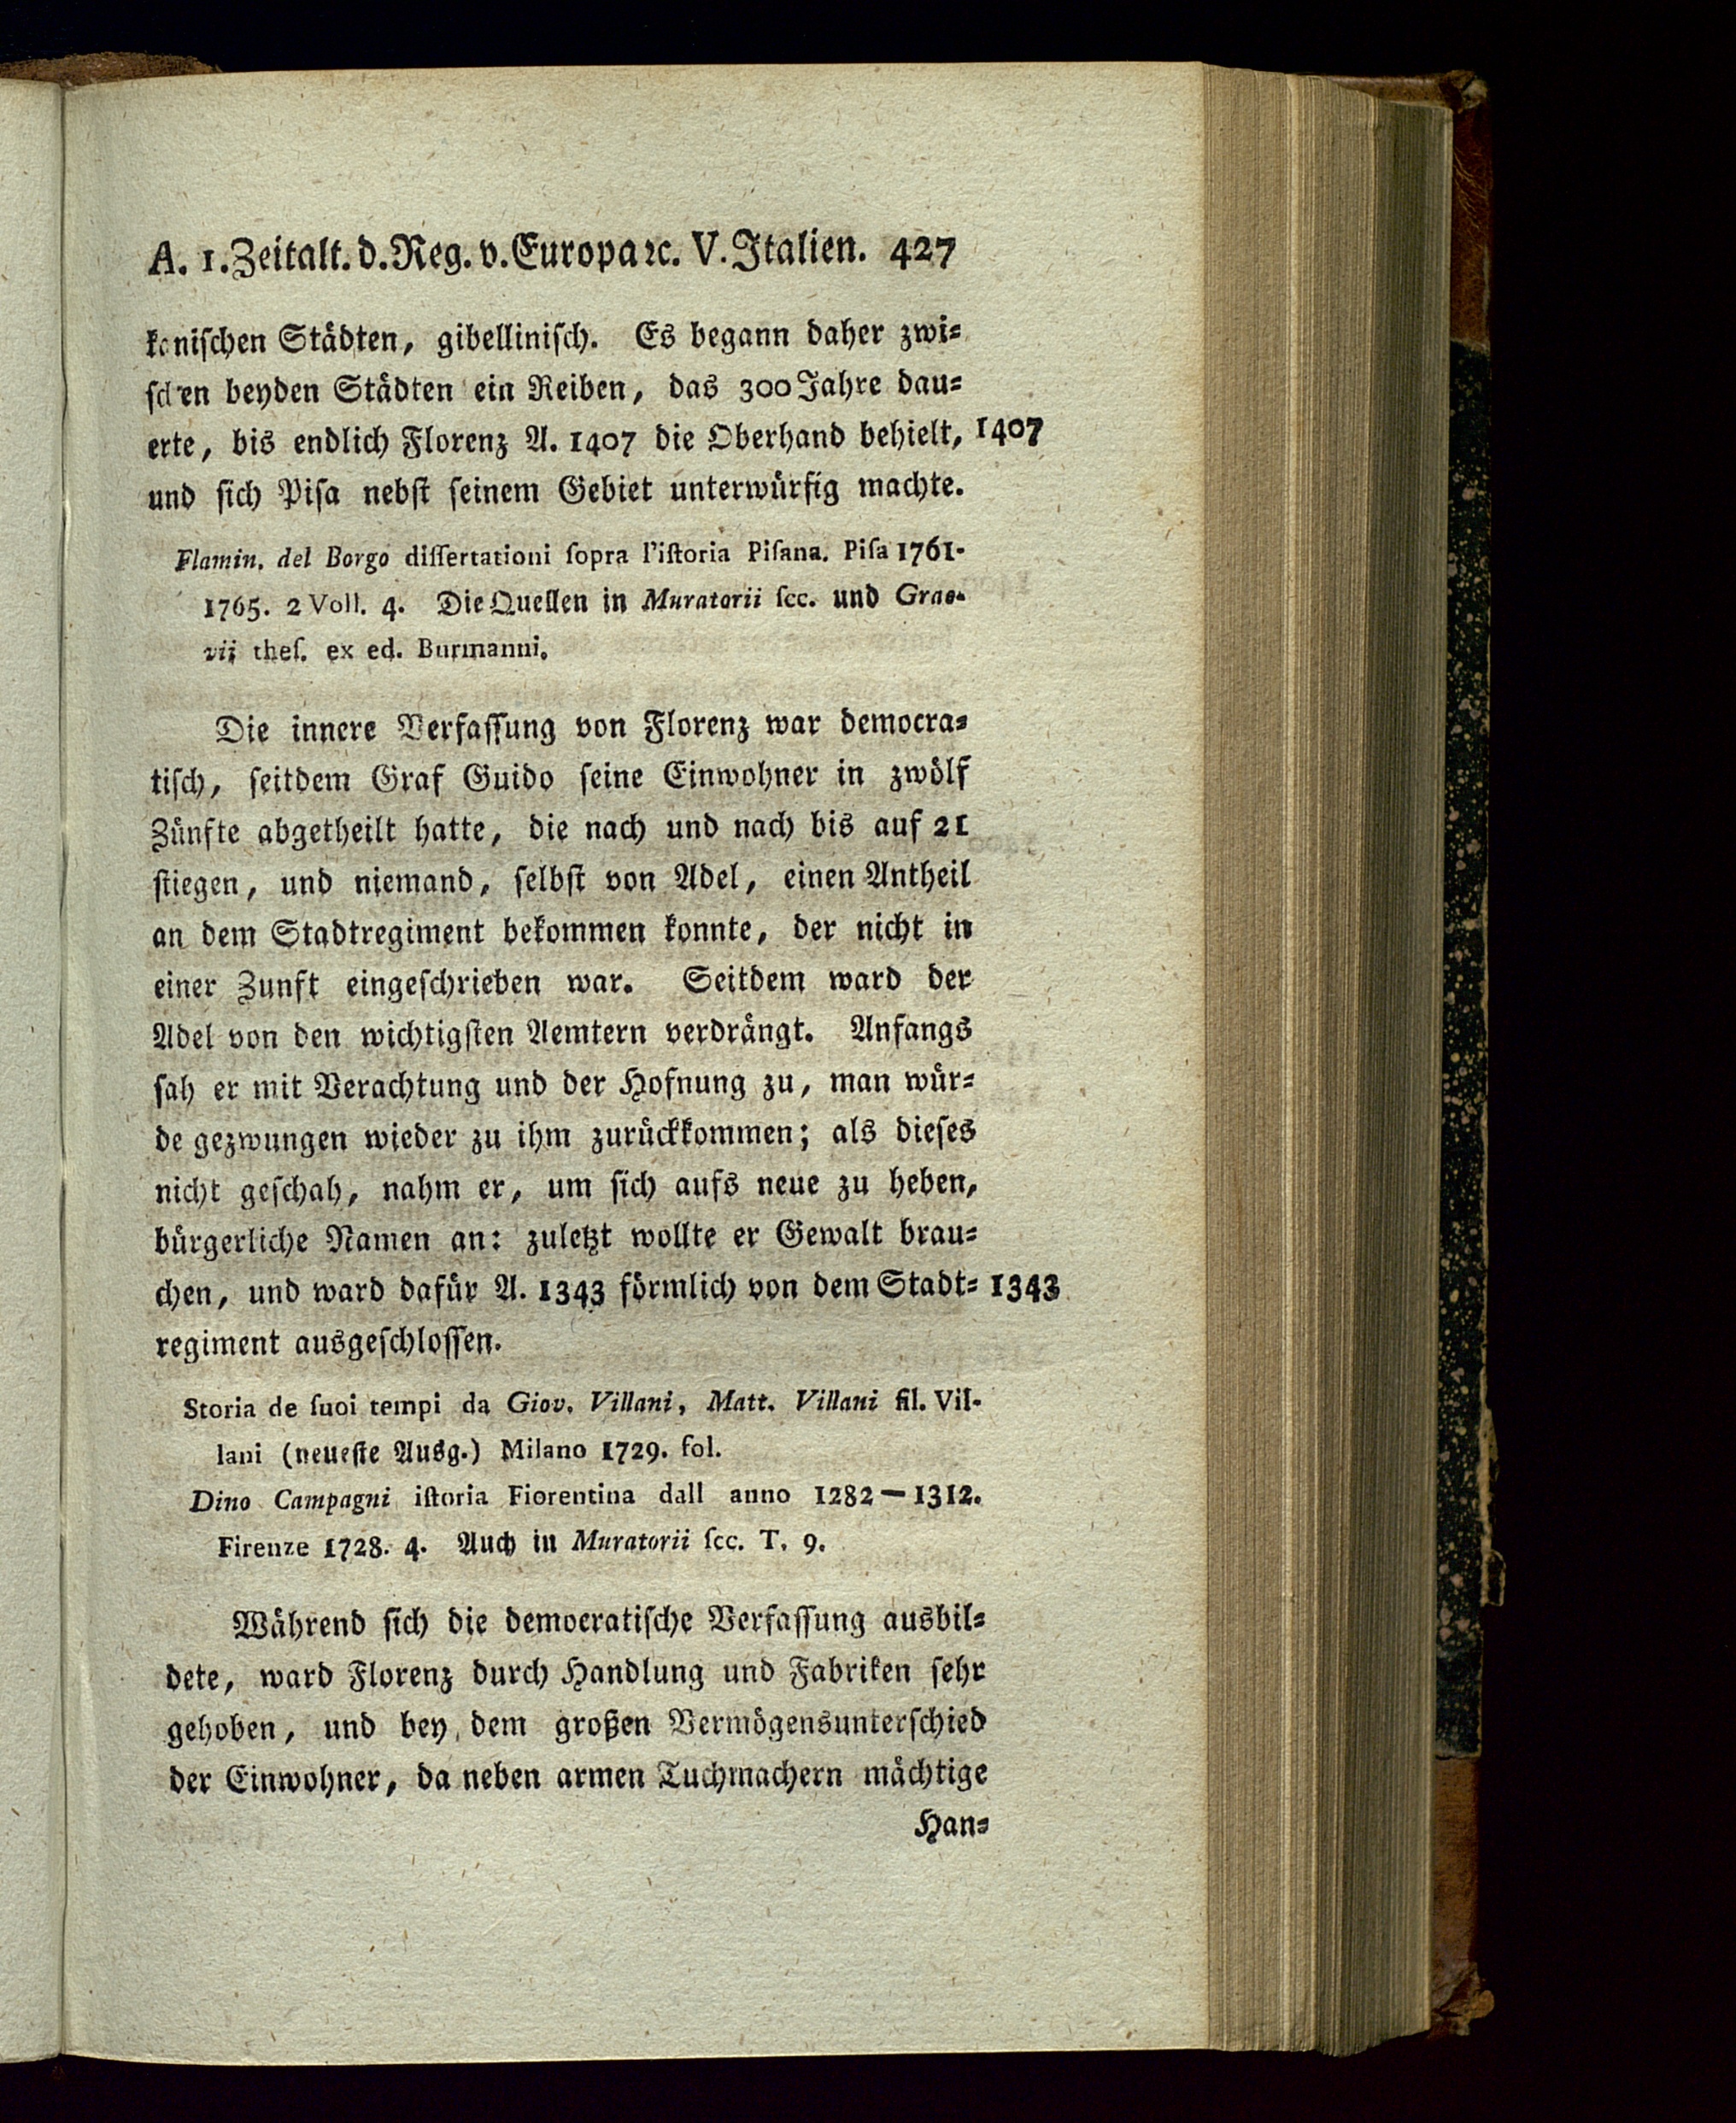 A. 1. Zeitalt. d. Reg. v. Europa ꝛc. V. Italien. 427
kanischen Städten, gibellinisch. Es begann daher zwi⸗
schen beyden Städten ein Reiben, das 300 Jahre dau⸗
erte, bis endlich Florenz A. 1407 die Oberhand behielt, 1407
und sich Pisa nebst seinem Gebiet unterwürfig machte.
Flamin. del Borgo dissertationi sopra l'istoria Pisana. Pisa 1761-
1765. 2 Voll. 4. Die Quellen in Muratorii scc. und Grae-
vii thes. ex ed. Burmanni.
Die innere Verfassung von Florenz war democra⸗
tisch, seitdem Graf Guido seine Einwohner in zwölf
Zünfte abgetheilt hatte, die nach und nach bis auf 21
stiegen, und niemand, selbst von Adel, einen Antheil
an dem Stadtregiment bekommen konnte, der nicht in
einer Zunft eingeschrieben war. Seitdem ward der
Adel von den wichtigsten Aemtern verdrängt. Anfangs
sah er mit Verachtung und der Hofnung zu, man wür⸗
de gezwungen wieder zu ihm zurückkommen; als dieses
nicht geschah, nahm er, um sich aufs neue zu heben,
bürgerliche Namen an: zuletzt wollte er Gewalt brau⸗
chen, und ward dafür A. 1343 förmlich von dem Stadt⸗ 1343
regiment ausgeschlossen.
Storia de suoi tempi da Giov. Villani, Matt. Villani fil. Vil-
lani (neueste Ausg.) Milano 1729. fol.
Dino Campagni istoria Fiorentina dall anno 1282 — 1312.
Firenze 1728. 4. Auch in Muratorii scc. T. 9.
Während sich die democratische Verfassung ausbil⸗
dete, ward Florenz durch Handlung und Fabriken sehr
gehoben, und bey dem großen Vermögensunterschied
der Einwohner, da neben armen Tuchmachern mächtige
Han⸗